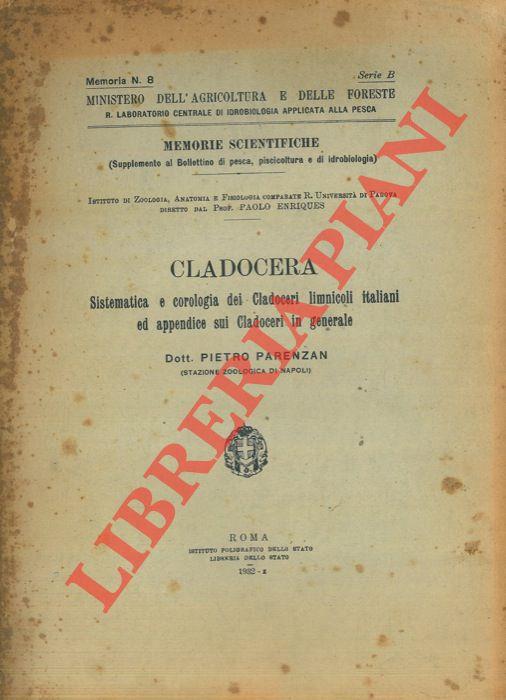 Memoria N. 8 Serie B
MINISTERO DELL'AGRICOLTURA E DELLE FORESTE
R. LABORATORIO CENTRALE DI IDROBIOLOGIA APPLICATA ALLA PESCA
MEMORIE SCIENTIFICHE
(Supplemento al Bollettino di pesca, piscicoltura e di idrobiologia)
ISTITUTO DI ZOOLOGIA, ANATOMIA E FISIOLOGIA COMPARATE R. UNIVERSITÀ DI PADOVA
DIRETTO DAL PROF. PAOLO ENRIQUES
CLADOCERA
Sistematica e corologia dei Cladoceri limnicoli italiani
ed appendice sui Cladoceri in generale
Dott. PIETRO PARENZAN
(STAZIONE ZOOLOGICA DI NAPOLI)
ROMA
ISTITUTO POLIGRAFICO DELLO STATO
LIBRERIA DELLO STATO
1932 - X
LIBRERIA PIANI